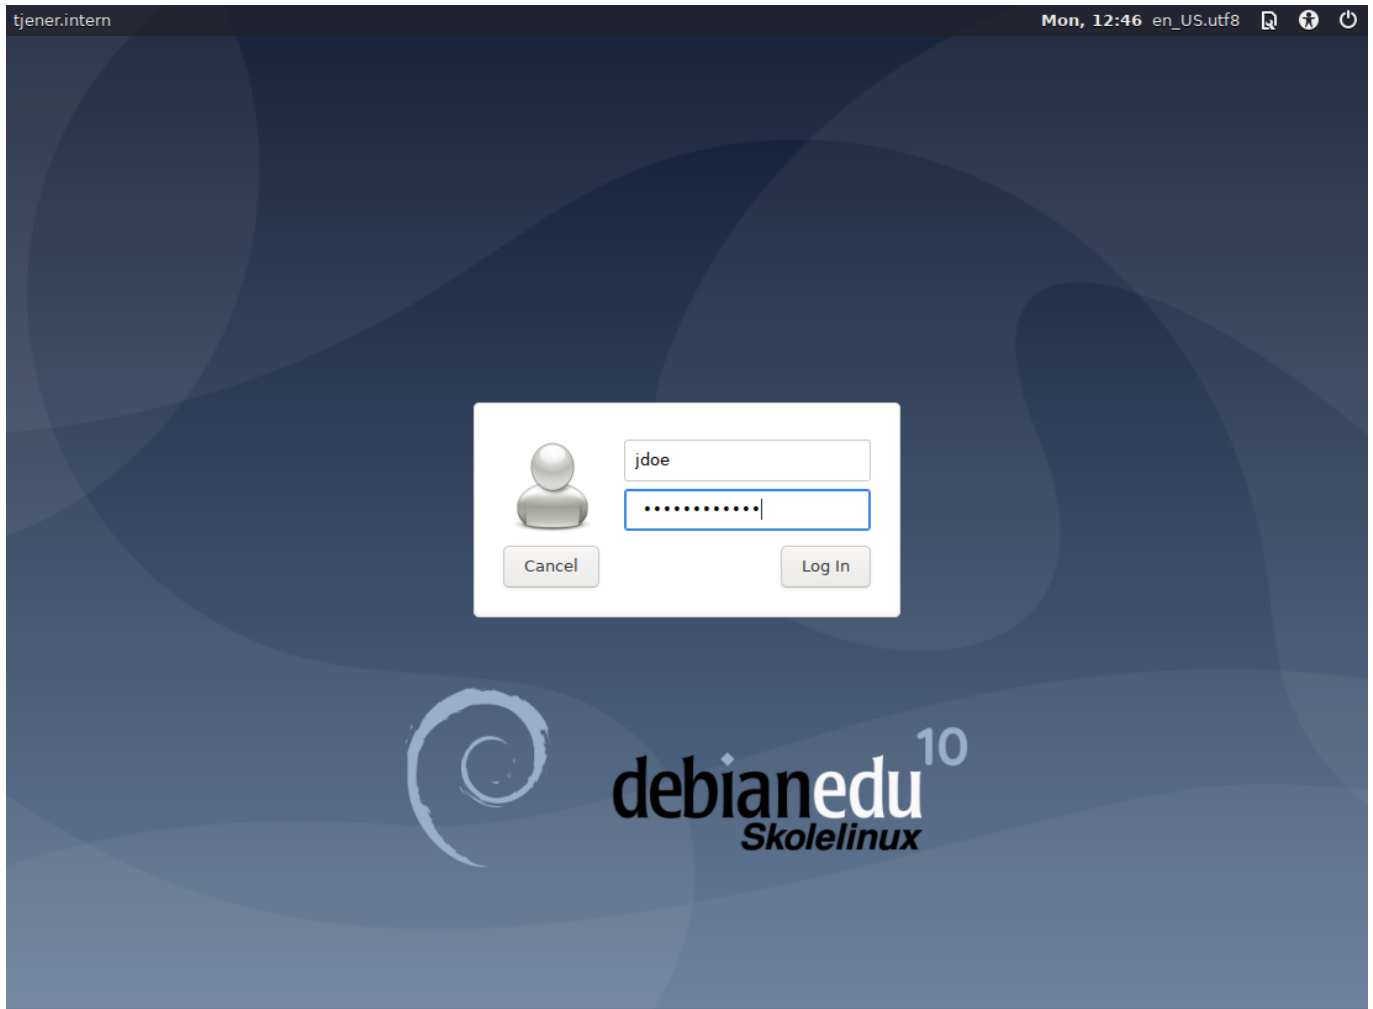 tjener.intern
Mon, 12:46 en_US.utf8
jdoe
••••••••••••
Cancel
Log In
debianedu 10
Skolelinux